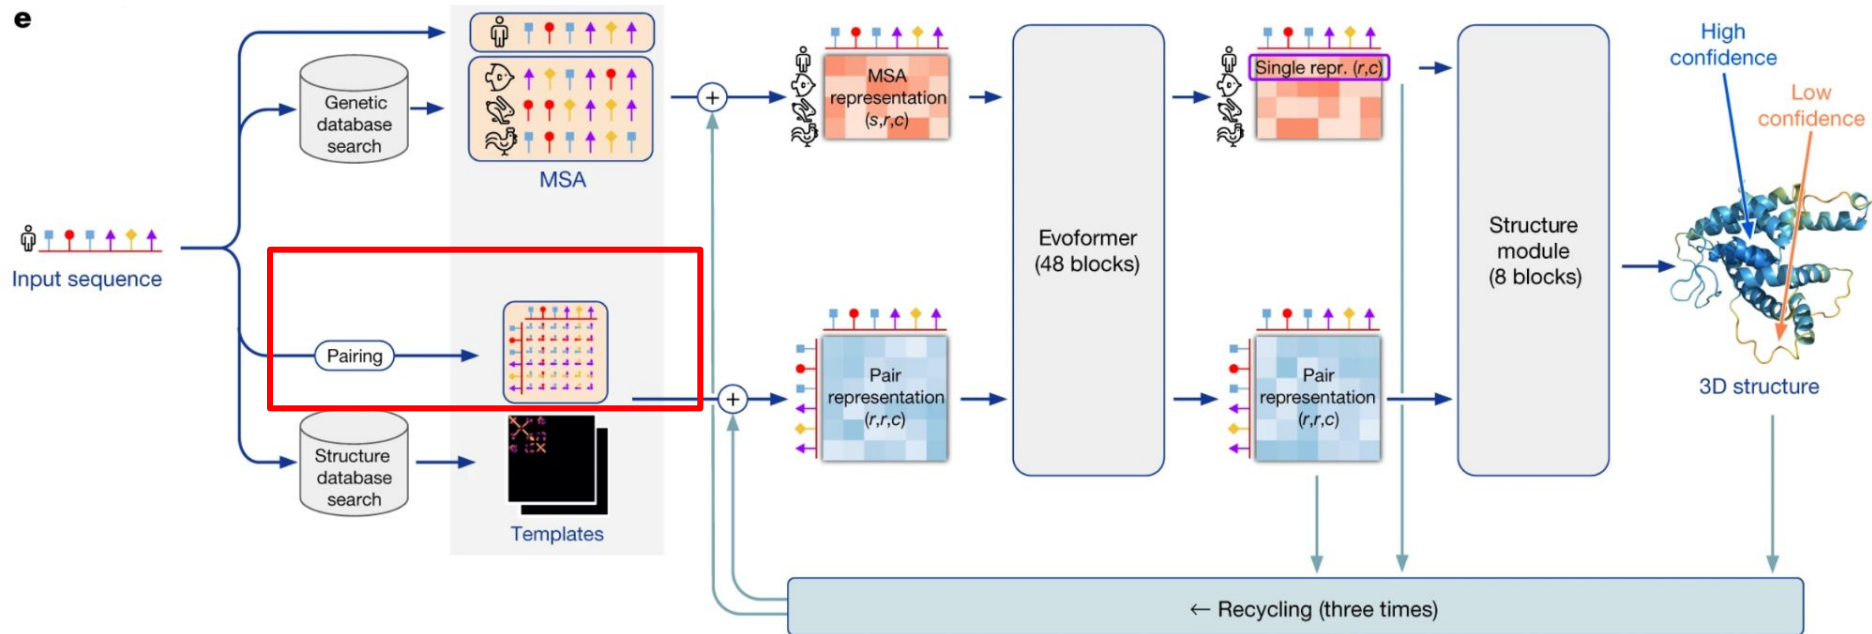 e
Input sequence
Genetic
database
search
MSA
Pairing
Structure
database
search
Templates
+
+
MSA
representation
(s,r,c)
Pair
representation
(r,r,c)
Evoformer
(48 blocks)
Single repr. (r,c)
Pair
representation
(r,r,c)
Structure
module
(8 blocks)
High
confidence
Low
confidence
3D structure
← Recycling (three times)